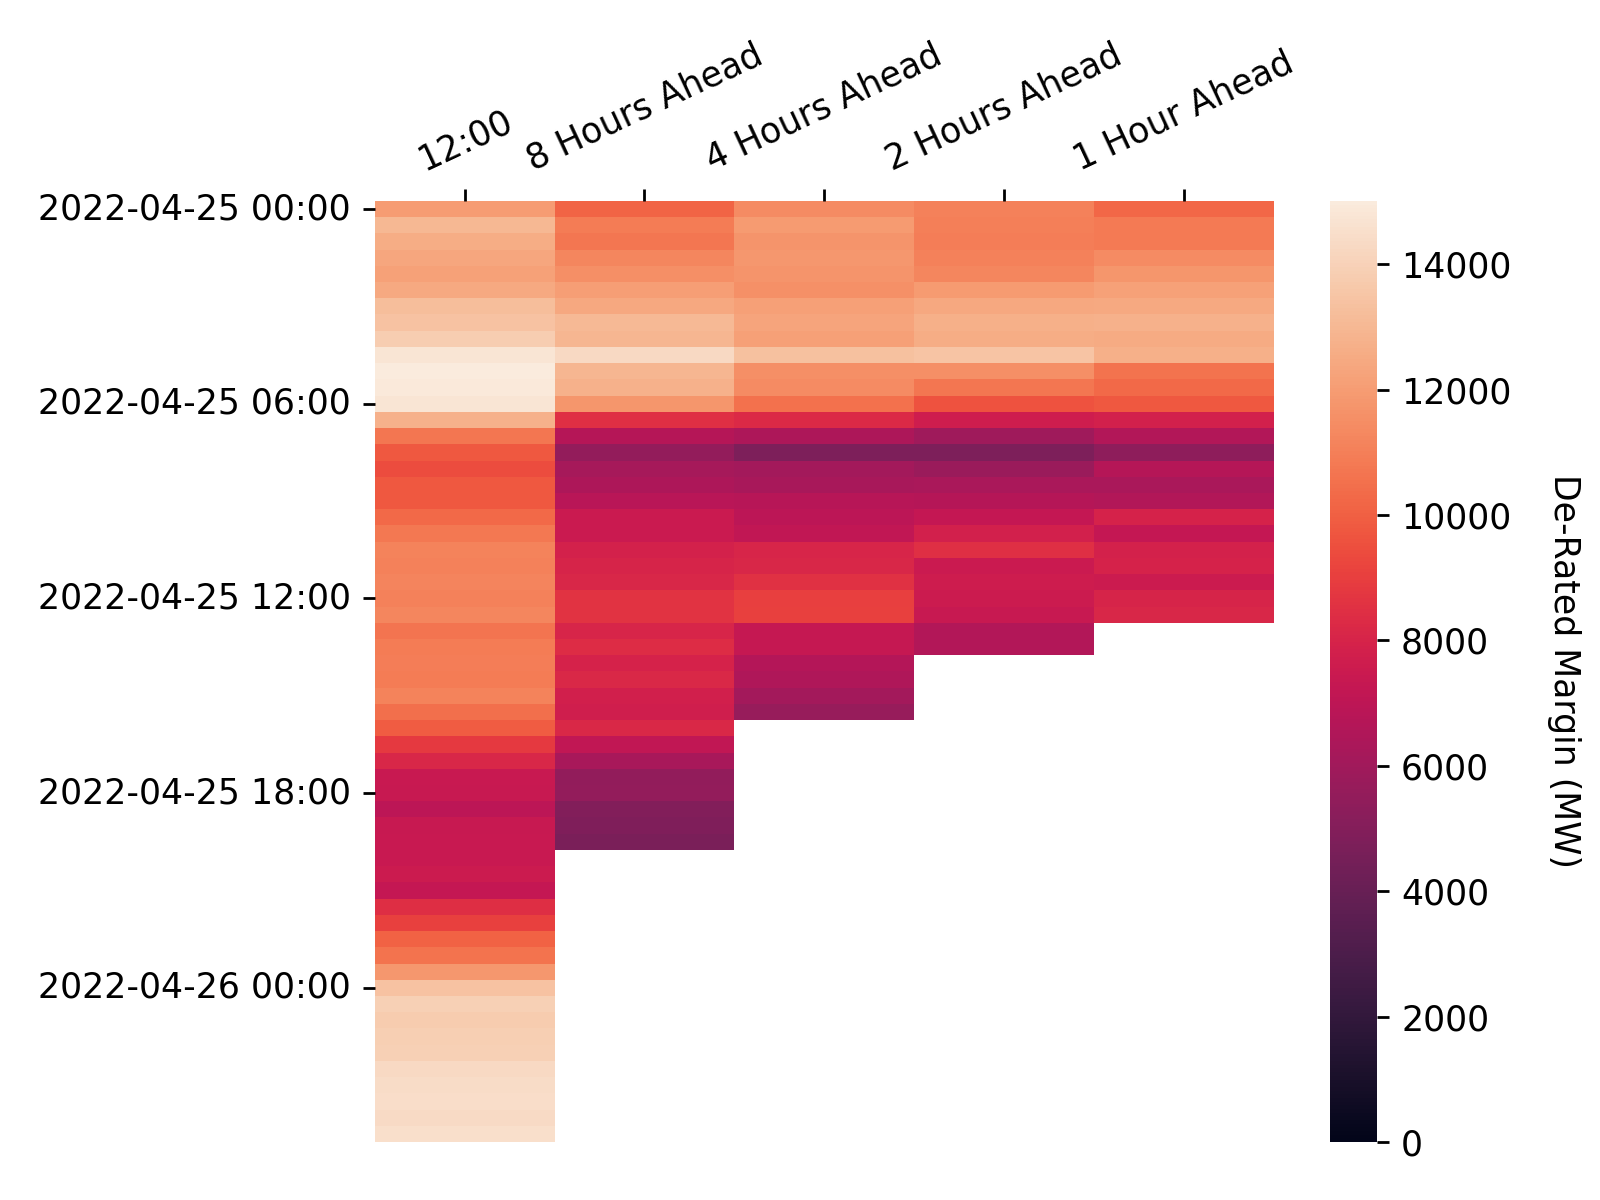 12:00
8 Hours Ahead
4 Hours Ahead
2 Hours Ahead
1 Hour Ahead
2022-04-25 00:00
2022-04-25 06:00
2022-04-25 12:00
2022-04-25 18:00
2022-04-26 00:00
14000
12000
10000
8000
6000
4000
2000
0
De-Rated Margin (MW)